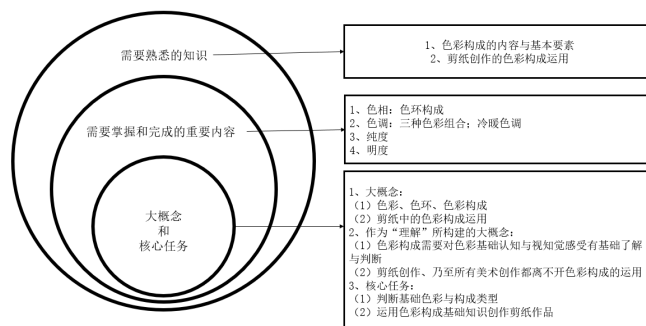 需要熟悉的知识
1、色彩构成的内容与基本要素
2、剪纸创作的色彩构成运用
需要掌握和完成的重要内容
1、色相：色环构成
2、色调：三种色彩组合；冷暖色调
3、纯度
4、明度
大概念
和
核心任务
1、大概念：
（1）色彩、色环、色彩构成
（2）剪纸中的色彩构成运用
2、作为“理解”所构建的大概念：
（1）色彩构成需要对色彩基础认知与视知觉感受有基础了解
与判断
（2）剪纸创作、乃至所有美术创作都离不开色彩构成的运用
3、核心任务：
（1）判断基础色彩与构成类型
（2）运用色彩构成基础知识创作剪纸作品